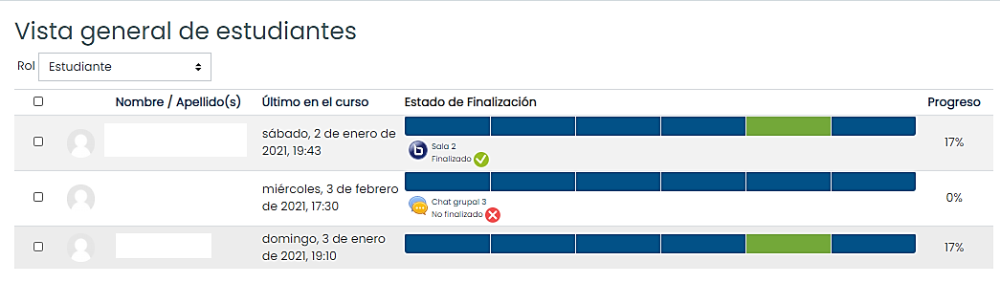 Vista general de estudiantes
Rol Estudiante
Nombre / Apellido(s) Último en el curso Estado de Finalización Progreso
sábado, 2 de enero de
2021, 19:43
Sala 2
Finalizado
17%
miércoles, 3 de febrero
de 2021, 17:30
Chat grupal 3
No finalizado
0%
domingo, 3 de enero
de 2021, 19:10
17%